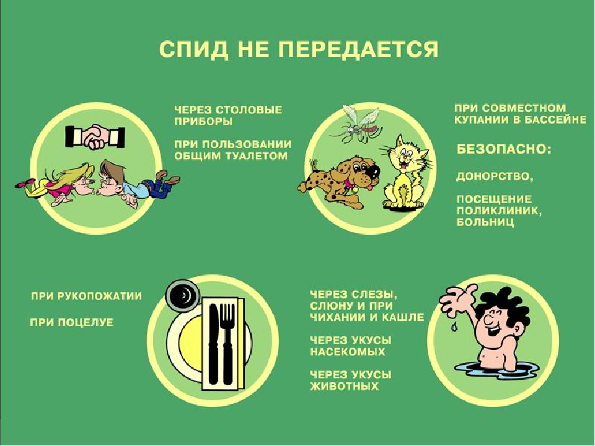 СПИД НЕ ПЕРЕДАЕТСЯ
ЧЕРЕЗ СТОЛОВЫЕ
ПРИБОРЫ
ПРИ ПОЛЬЗОВАНИИ
ОБЩИМ ТУАЛЕТОМ
ПРИ СОВМЕСТНОМ
КУПАНИИ В БАССЕЙНЕ
БЕЗОПАСНО:
ДОНОРСТВО,
ПОСЕЩЕНИЕ
ПОЛИКЛИНИК,
БОЛЬНИЦ
ПРИ РУКОПОЖАТИИ
ПРИ ПОЦЕЛУЕ
ЧЕРЕЗ СЛЕЗЫ,
СЛЮНУ И ПРИ
ЧИХАНИИ И КАШЛЕ
ЧЕРЕЗ УКУСЫ
НАСЕКОМЫХ
ЧЕРЕЗ УКУСЫ
ЖИВОТНЫХ